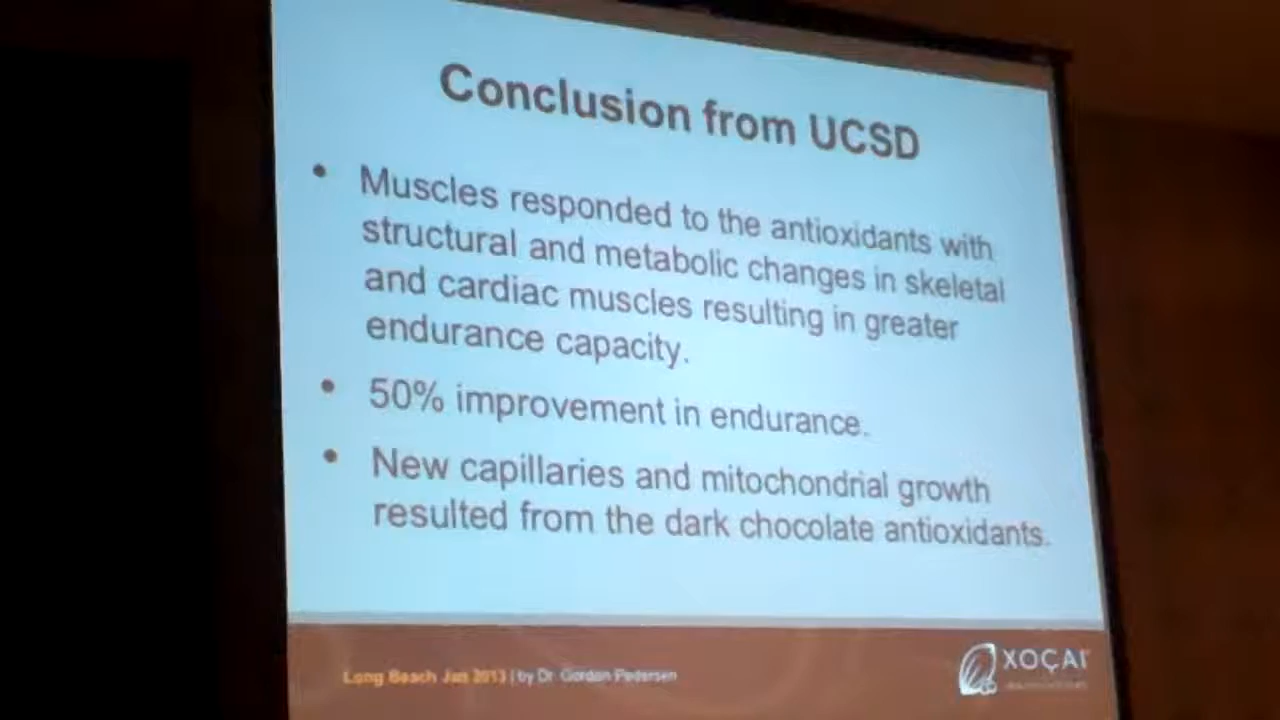 Conclusion from UCSD
• Muscles responded to the antioxidants with
structural and metabolic changes in skeletal
and cardiac muscles resulting in greater
endurance capacity.
• 50% improvement in endurance.
• New capillaries and mitochondrial growth
resulted from the dark chocolate antioxidants.
Long Beach Jan 2013 | by Dr. Gordon Pedersen
XOÇAI